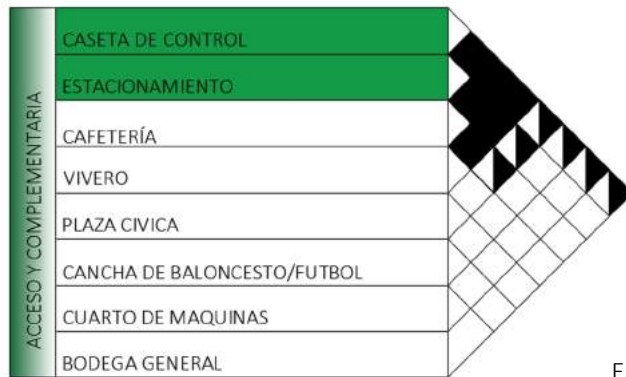 ACCESO Y COMPLEMENTARIA
CASETA DE CONTROL
ESTACIONAMIENTO
CAFETERÍA
VIVERO
PLAZA CIVICA
CANCHA DE BALONCESTO/FUTBOL
CUARTO DE MAQUINAS
BODEGA GENERAL
F